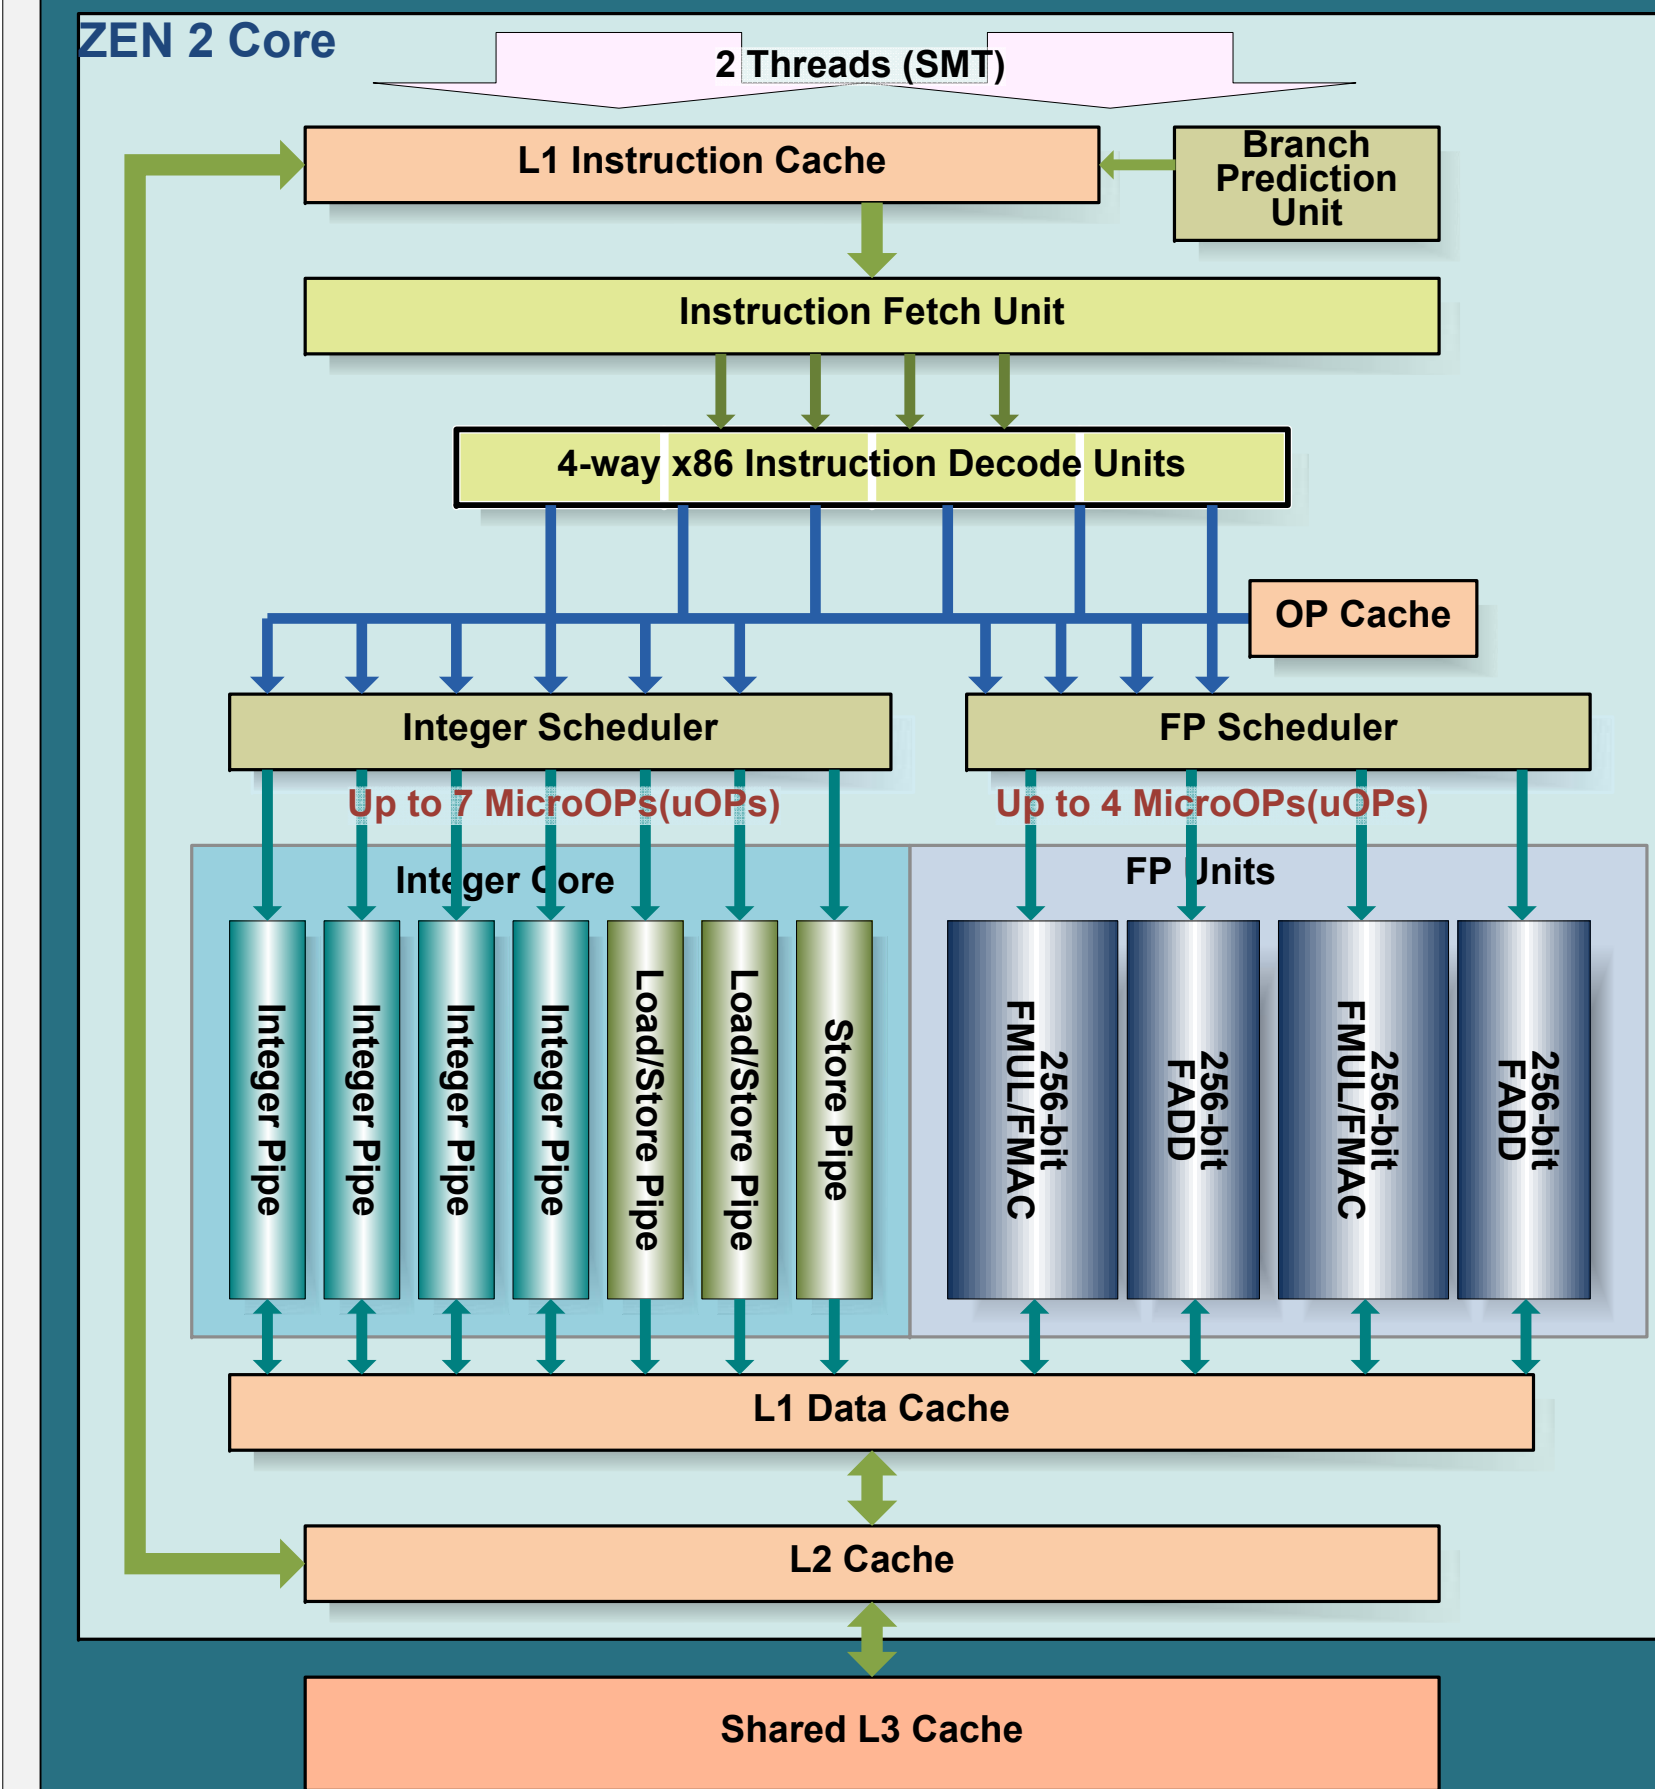 ZEN 2 Core
2 Threads (SMT)
L1 Instruction Cache
Branch
Prediction
Unit
Instruction Fetch Unit
4-way x86 Instruction Decode Units
OP Cache
Integer Scheduler
FP Scheduler
Up to 7 MicroOPs(uOPs)
Up to 4 MicroOPs(uOPs)
Integer Core
FP Units
Integer Pipe
Integer Pipe
Integer Pipe
Integer Pipe
Load/Store Pipe
Load/Store Pipe
Store Pipe
256-bit
FMUL/FMAC
256-bit
FADD
256-bit
FMUL/FMAC
256-bit
FADD
L1 Data Cache
L2 Cache
Shared L3 Cache